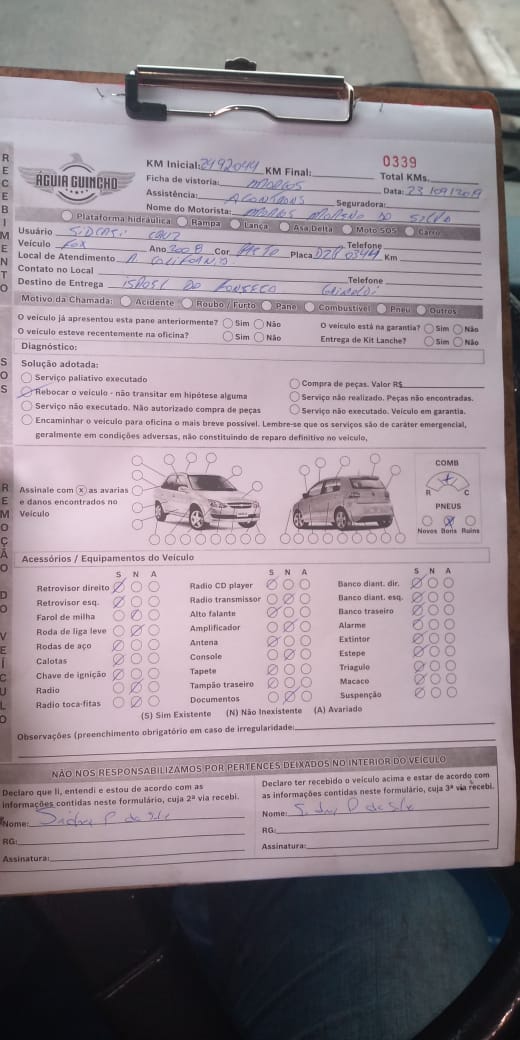 ÁGUIA GUINCHO
0339
KM Inicial: 2492044 KM Final: Total KMs.
Ficha de vistoria: MARCOS Data: 23/09/2019
Assistência: Seguradora:
Nome do Motorista: MARCOS MORENO DA SILVA
Plataforma hidráulica Rampa Lança Asa Delta Moto SOS Carro
Usuário CRUZ Telefone
Veículo FOX Ano 2008 Cor PRETO Placa Km
Local de Atendimento A
Contato no Local Telefone
Destino de Entrega FONSECA
Motivo da Chamada: Acidente Roubo / Furto Pane Combustível Pneu Outros
O veículo já apresentou esta pane anteriormente? Sim Não O veículo está na garantia? Sim Não
O veículo esteve recentemente na oficina? Sim Não Entrega de Kit Lanche? Sim Não
Diagnóstico:
Solução adotada:
Serviço paliativo executado Compra de peças. Valor R$
Rebocar o veículo - não transitar em hipótese alguma Serviço não realizado. Peças não encontradas.
Serviço não executado. Não autorizado compra de peças Serviço não executado. Veículo em garantia.
Encaminhar o veículo para oficina o mais breve possível. Lembre-se que os serviços são de caráter emergencial,
geralmente em condições adversas, não constituindo de reparo definitivo no veículo,
Assinale com (X) as avarias
e danos encontrados no
Veículo
COMB
R C
PNEUS
Novos Bons Ruins
Acessórios / Equipamentos do Veículo
S N A S N A S N A
Retrovisor direito Radio CD player Banco diant. dir.
Retrovisor esq. Radio transmissor Banco diant. esq.
Farol de milha Alto falante Banco traseiro
Roda de liga leve Amplificador Alarme
Rodas de aço Antena Extintor
Calotas Console Estepe
Chave de ignição Tapete Triagulo
Radio Tampão traseiro Macaco
Radio toca-fitas Documentos Suspenção
(S) Sim Existente (N) Não Inexistente (A) Avariado
Observações (preenchimento obrigatório em caso de irregularidade:
NÃO NOS RESPONSABILIZAMOS POR PERTENCES DEIXADOS NO INTERIOR DO VEÍCULO
Declaro que li, entendi e estou de acordo com as
informações contidas neste formulário, cuja 2ª via recebi.
Nome:
RG:
Assinatura:
Declaro ter recebido o veículo acima e estar de acordo com
as informações contidas neste formulário, cuja 3ª via recebi.
Nome:
RG:
Assinatura:
RECEBIMENTO
SOS
REMOÇÃO DO VEÍCULO